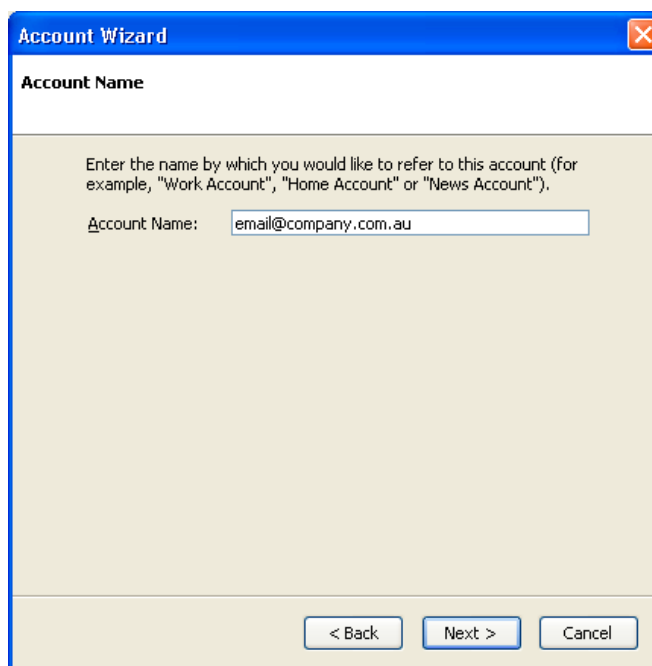 Account Wizard
Account Name
Enter the name by which you would like to refer to this account (for
example, "Work Account", "Home Account" or "News Account").
Account Name: email@company.com.au
< Back Next > Cancel